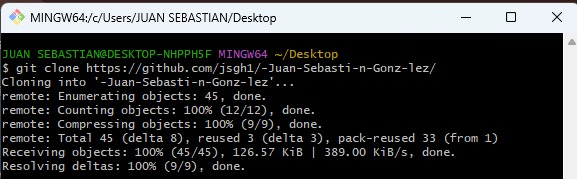 MINGW64:/c/Users/JUAN SEBASTIAN/Desktop
JUAN SEBASTIAN@DESKTOP-NHPPH5F MINGW64 ~/Desktop
$ git clone https://github.com/jsgh1/-Juan-Sebasti-n-Gonz-lez/
Cloning into '-Juan-Sebasti-n-Gonz-lez'...
remote: Enumerating objects: 45, done.
remote: Counting objects: 100% (12/12), done.
remote: Compressing objects: 100% (9/9), done.
remote: Total 45 (delta 8), reused 3 (delta 3), pack-reused 33 (from 1)
Receiving objects: 100% (45/45), 126.57 KiB | 389.00 KiB/s, done.
Resolving deltas: 100% (9/9), done.